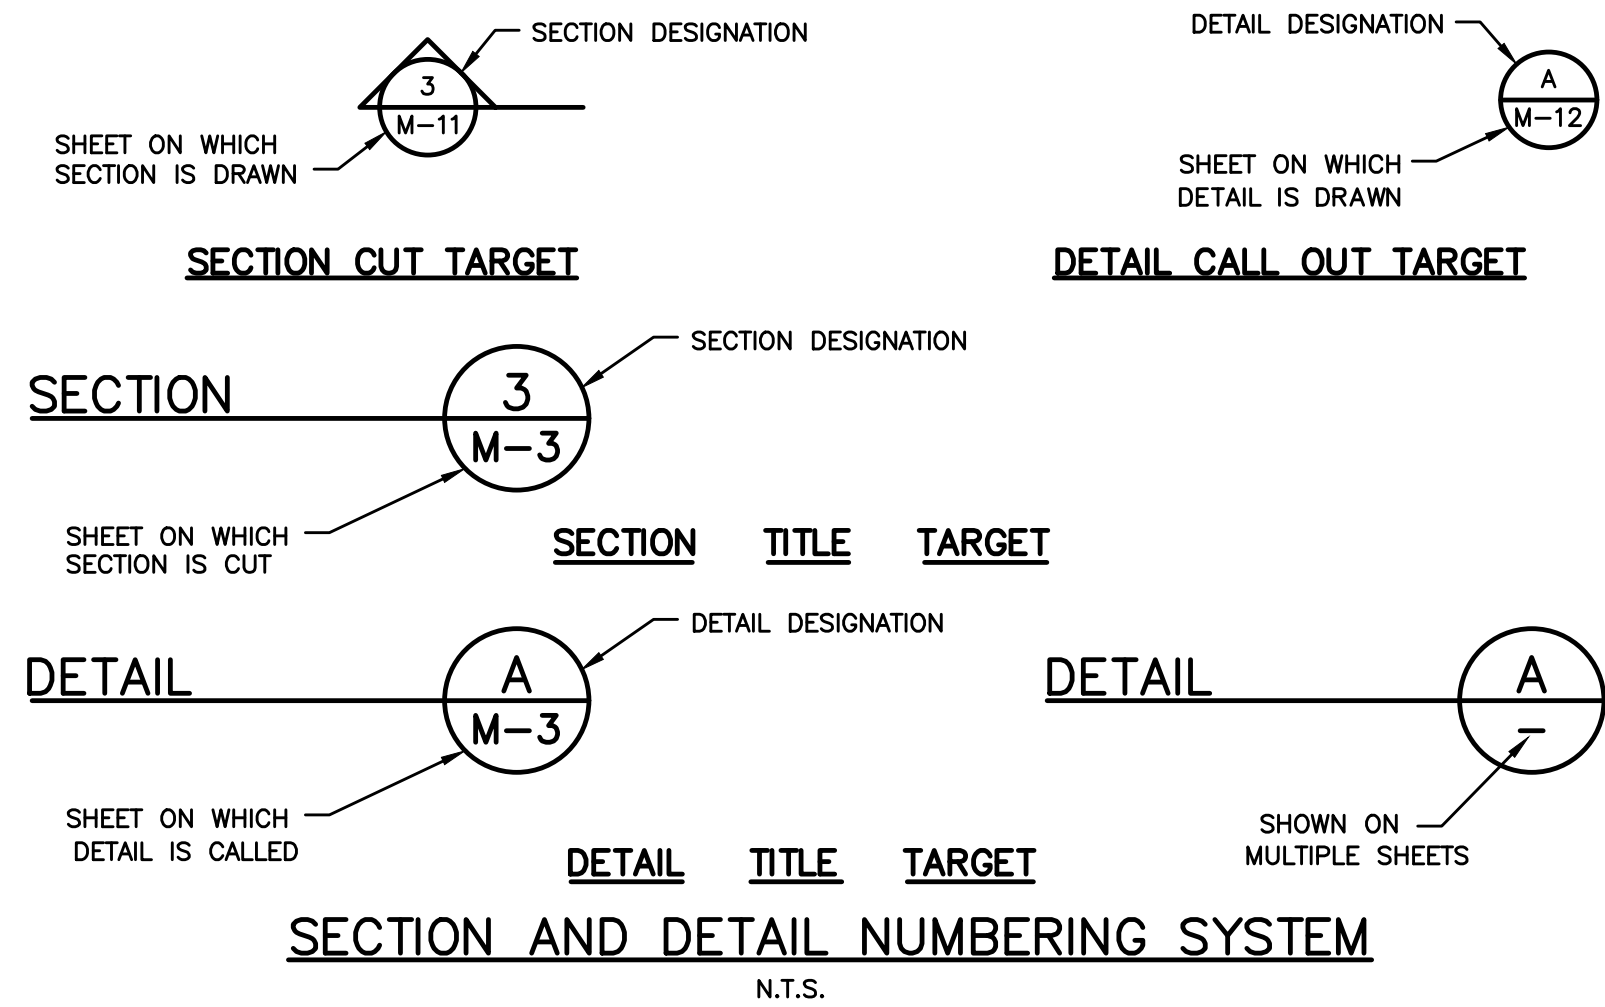 SECTION DESIGNATION
3
M-11
SHEET ON WHICH
SECTION IS DRAWN
SECTION CUT TARGET
DETAIL DESIGNATION
A
M-12
SHEET ON WHICH
DETAIL IS DRAWN
DETAIL CALL OUT TARGET
SECTION DESIGNATION
SECTION
3
M-3
SHEET ON WHICH
SECTION IS CUT
SECTION TITLE TARGET
DETAIL DESIGNATION
DETAIL
A
M-3
SHEET ON WHICH
DETAIL IS CALLED
DETAIL
A
-
SHOWN ON
MULTIPLE SHEETS
DETAIL TITLE TARGET
SECTION AND DETAIL NUMBERING SYSTEM
N.T.S.